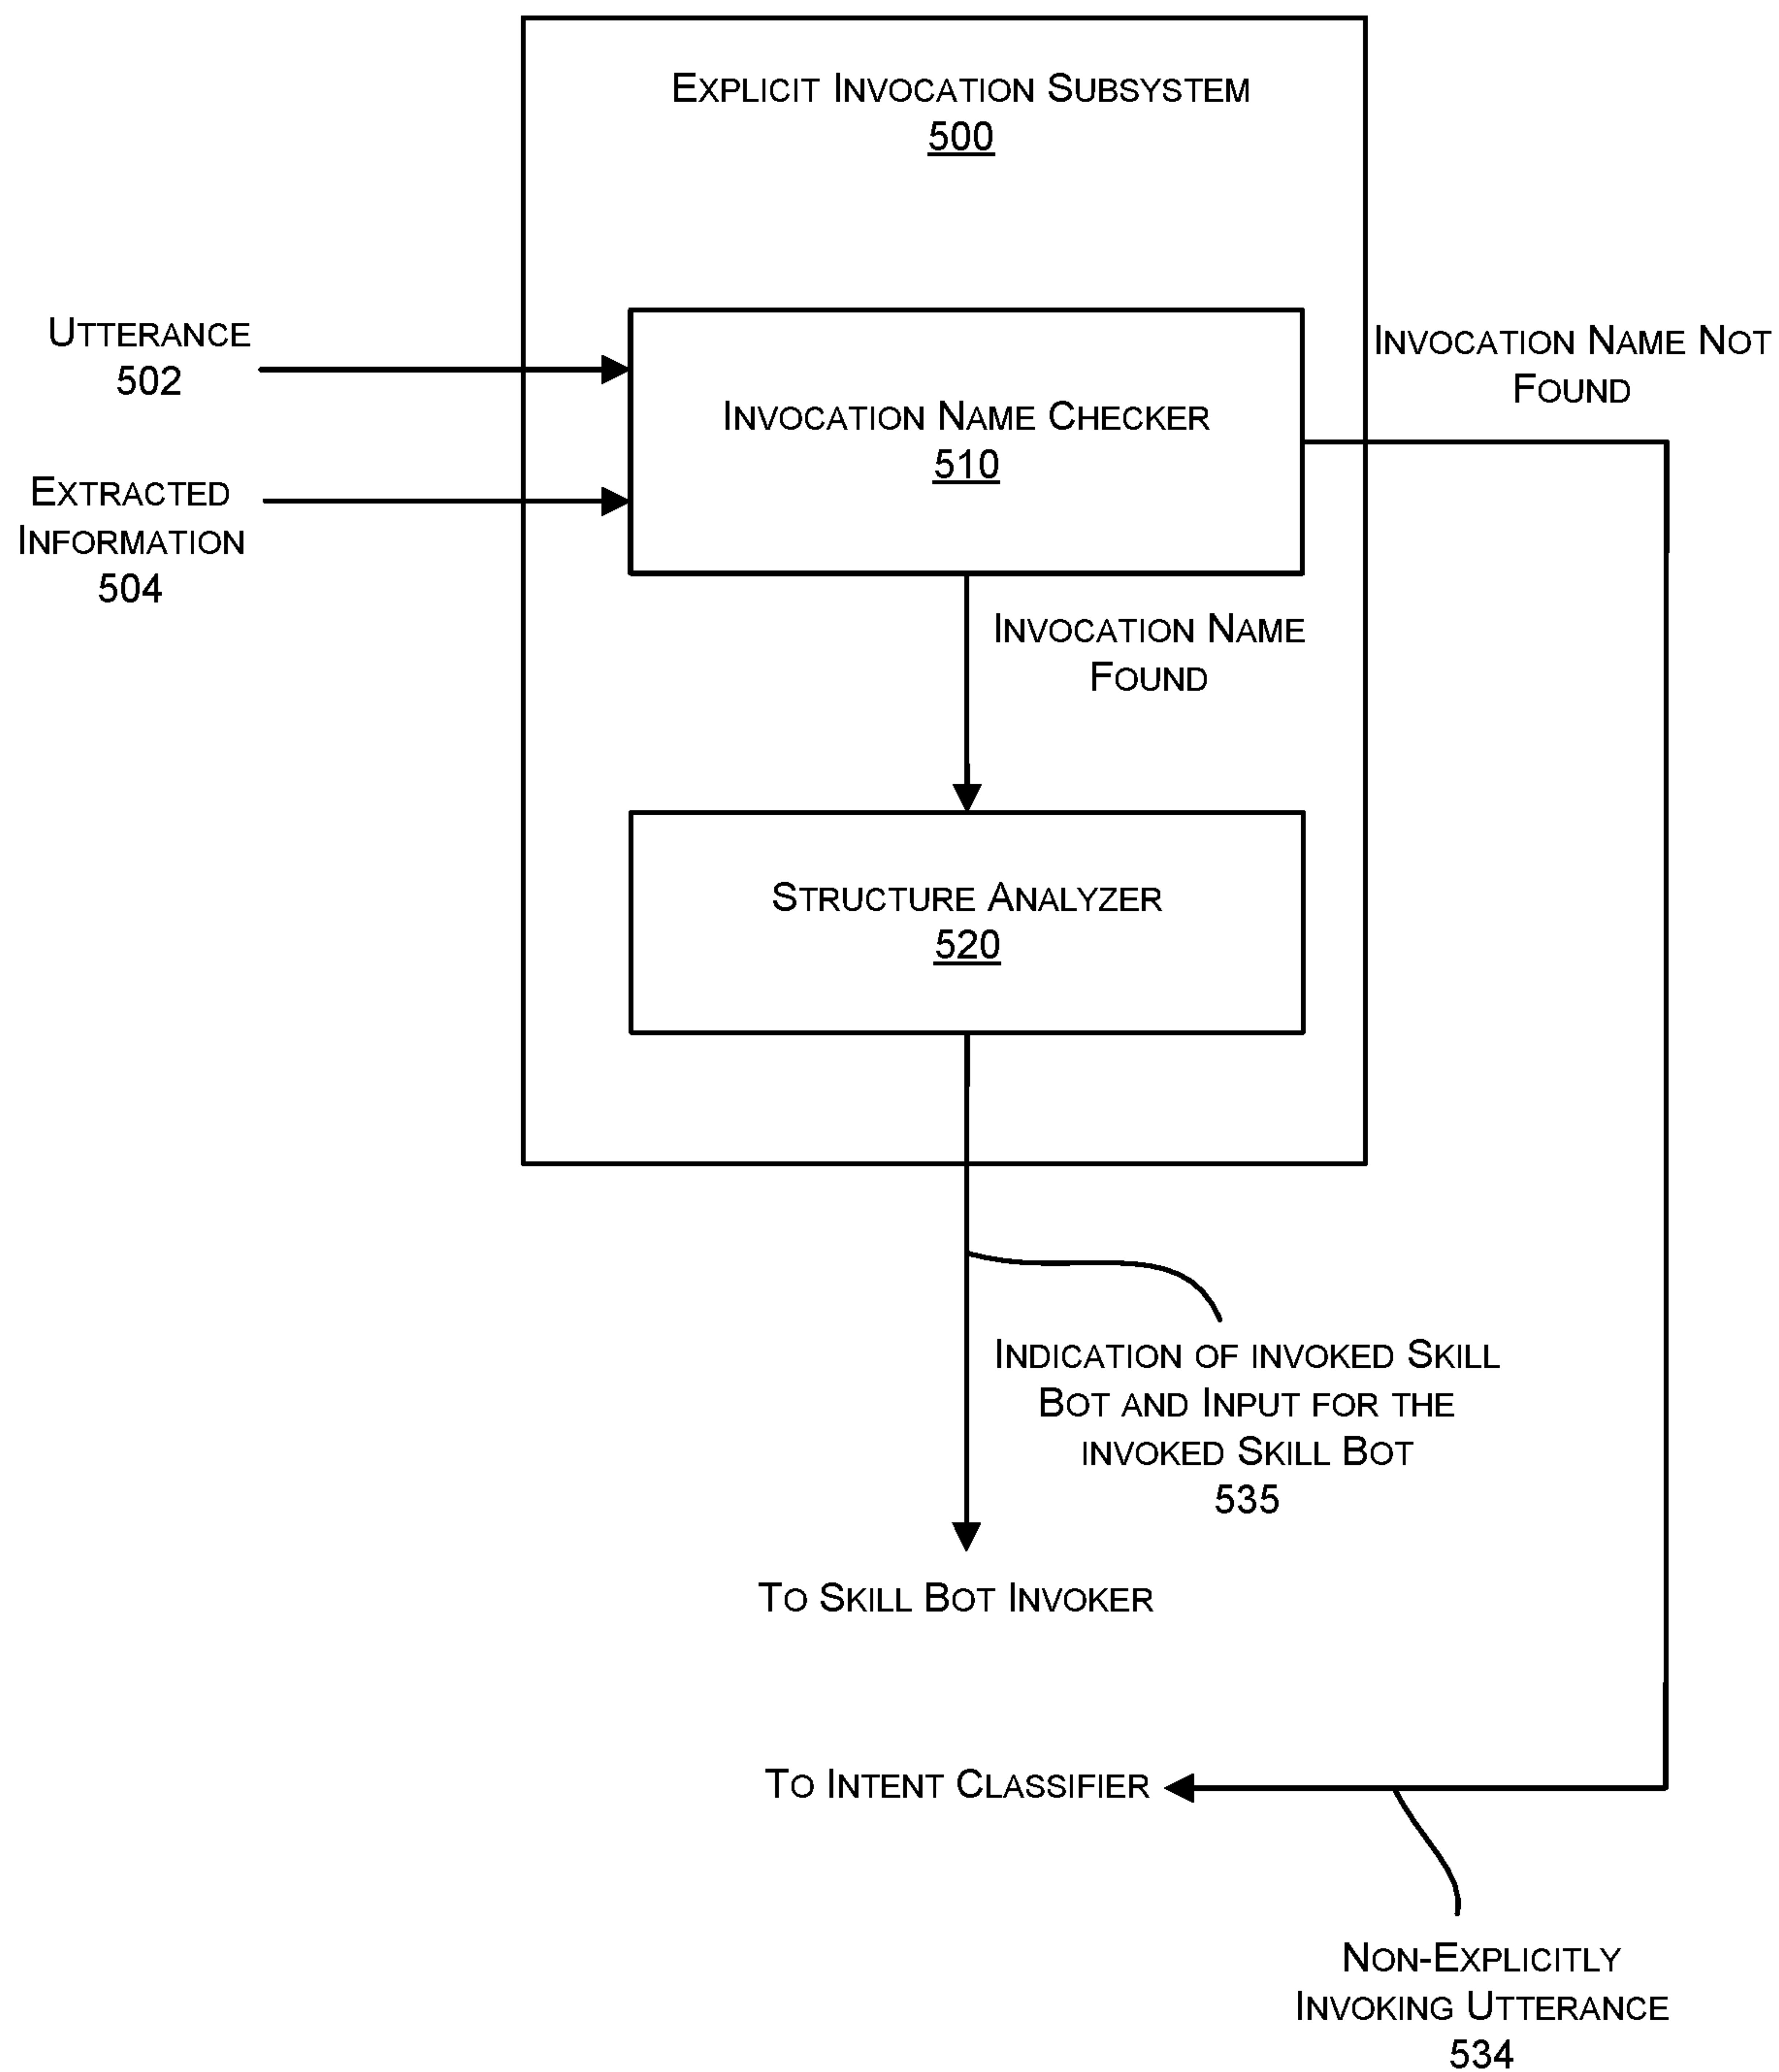 Explicit Invocation Subsystem
500
Utterance
502
Invocation Name Not
Found
Invocation Name Checker
510
Extracted
Information
504
Invocation Name
Found
Structure Analyzer
520
Indication of invoked Skill
Bot and Input for the
invoked Skill Bot
535
To Skill Bot Invoker
To Intent Classifier
Non-Explicitly
Invoking Utterance
534